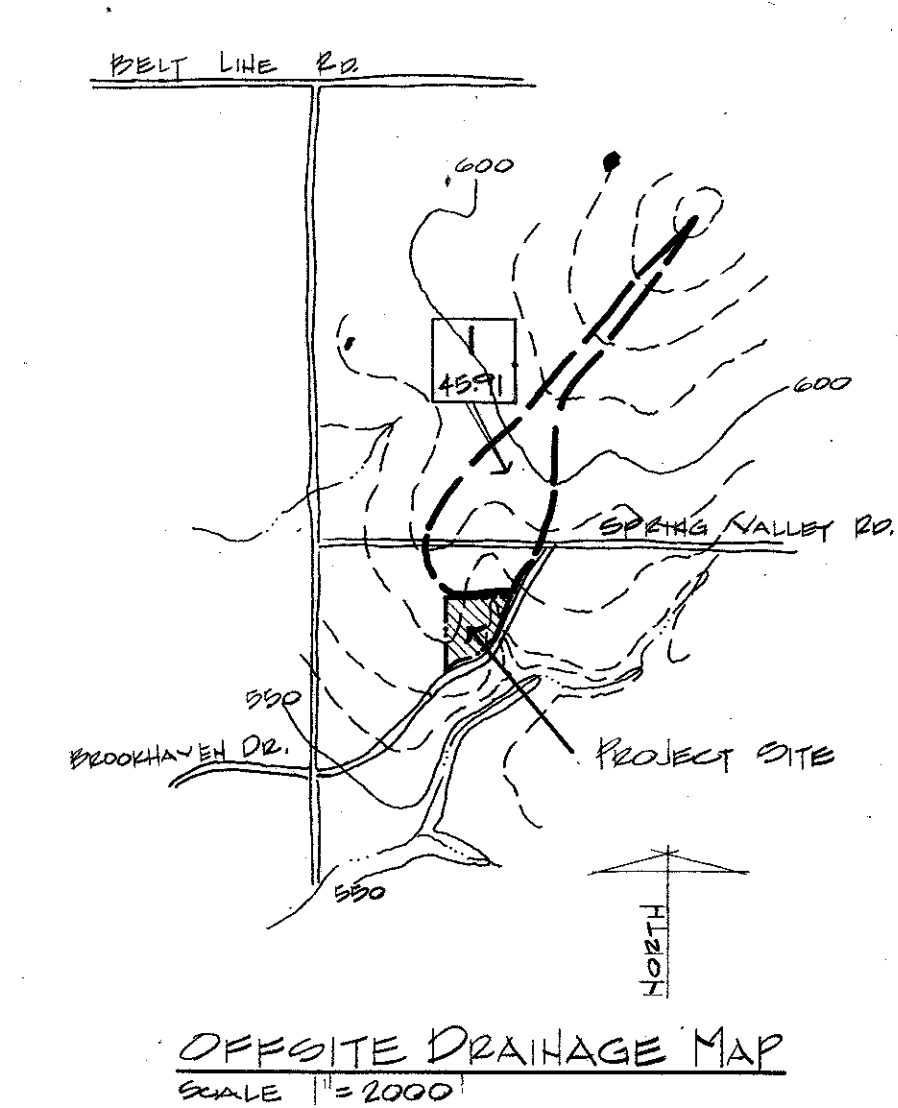 BELT LINE RD.
600
1
45.91
600
SPRING VALLEY RD.
550
BROOKHAVEN DR.
PROJECT SITE
550
NORTH
OFFSITE DRAINAGE MAP
SCALE 1"=2000'